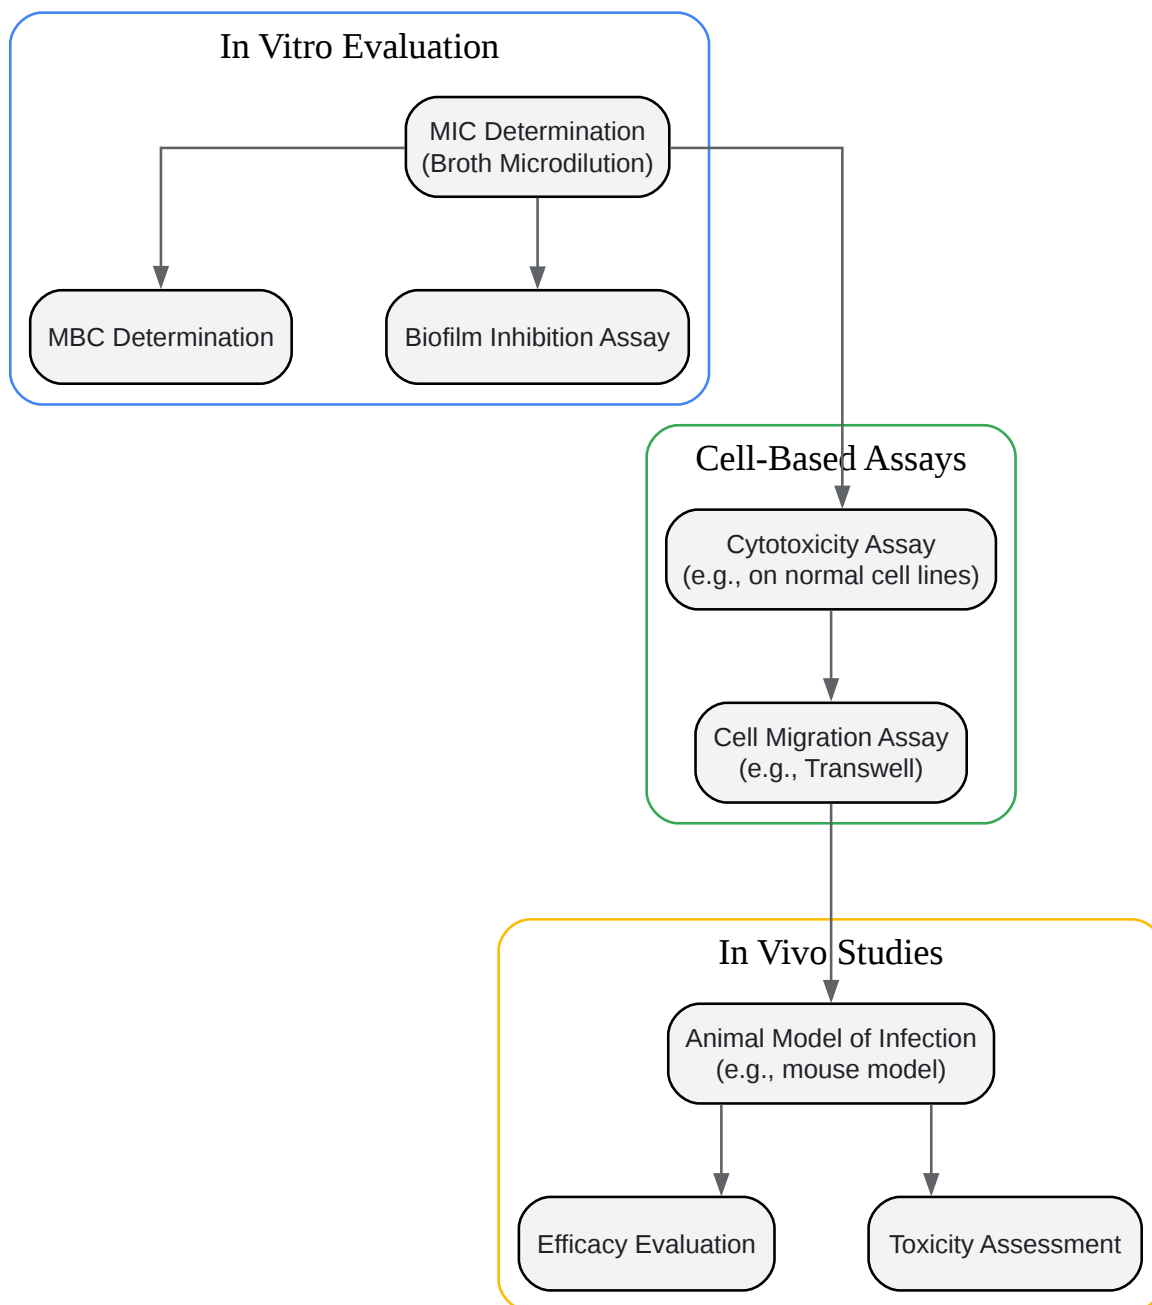 In Vitro Evaluation
MIC Determination
(Broth Microdilution)
MBC Determination
Biofilm Inhibition Assay
Cell-Based Assays
Cytotoxicity Assay
(e.g., on normal cell lines)
Cell Migration Assay
(e.g., Transwell)
In Vivo Studies
Animal Model of Infection
(e.g., mouse model)
Efficacy Evaluation
Toxicity Assessment